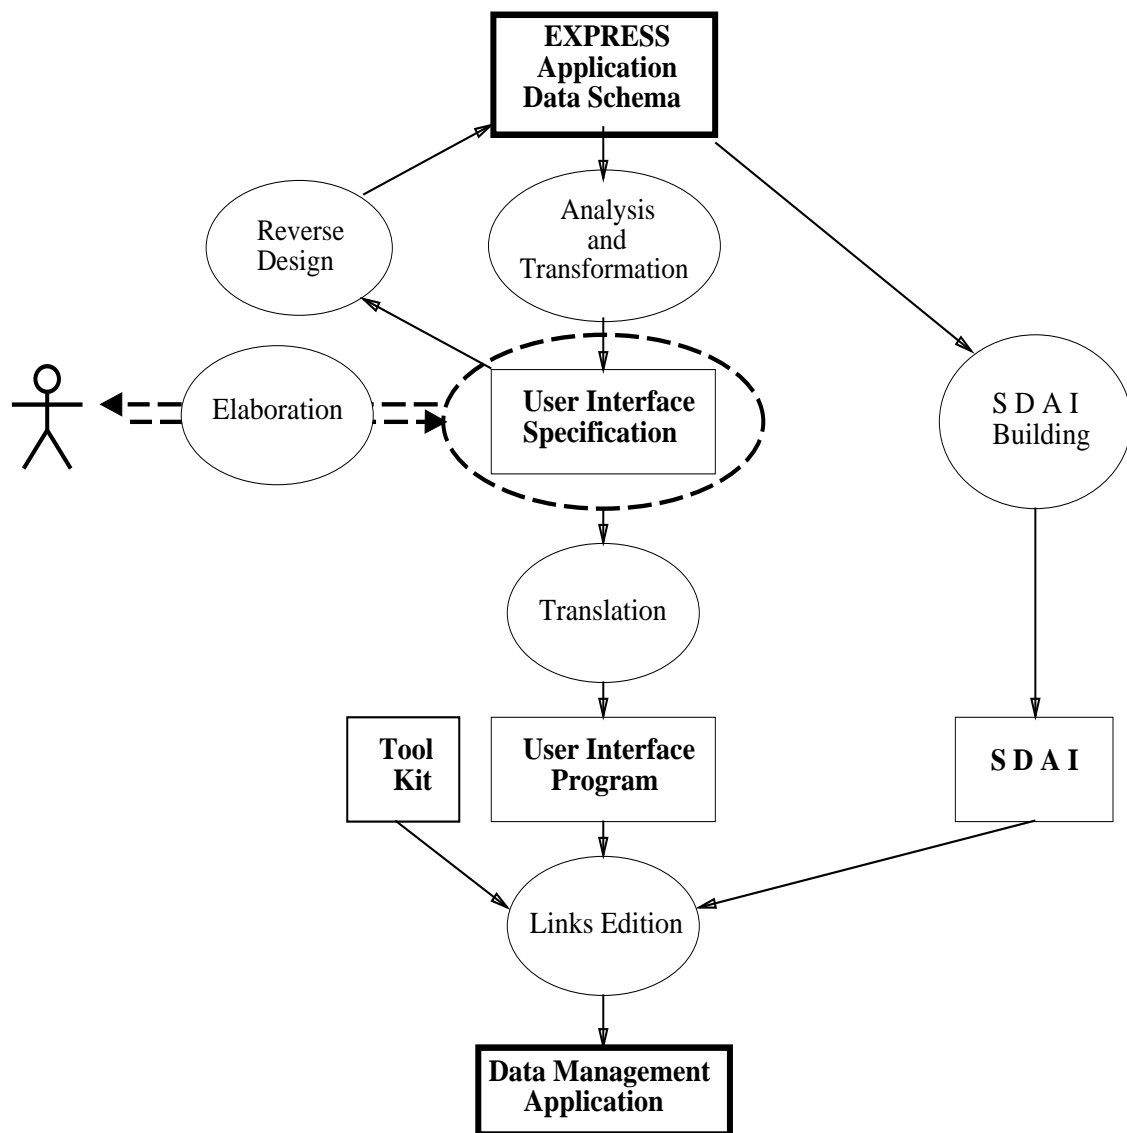 EXPRESS
Application
Data Schema
Reverse
Design
Analysis
and
Transformation
Elaboration
User Interface
Specification
S D A I
Building
Translation
Tool
Kit
User Interface
Program
S D A I
Links Edition
Data Management
Application